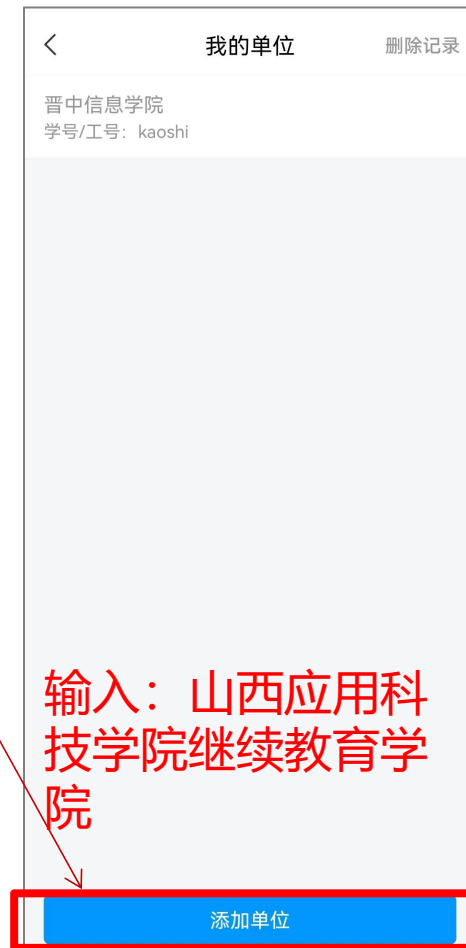 我的单位 删除记录
晋中信息学院
学号/工号：kaoshi
输入：山西应用科
技学院继续教育学
院
添加单位